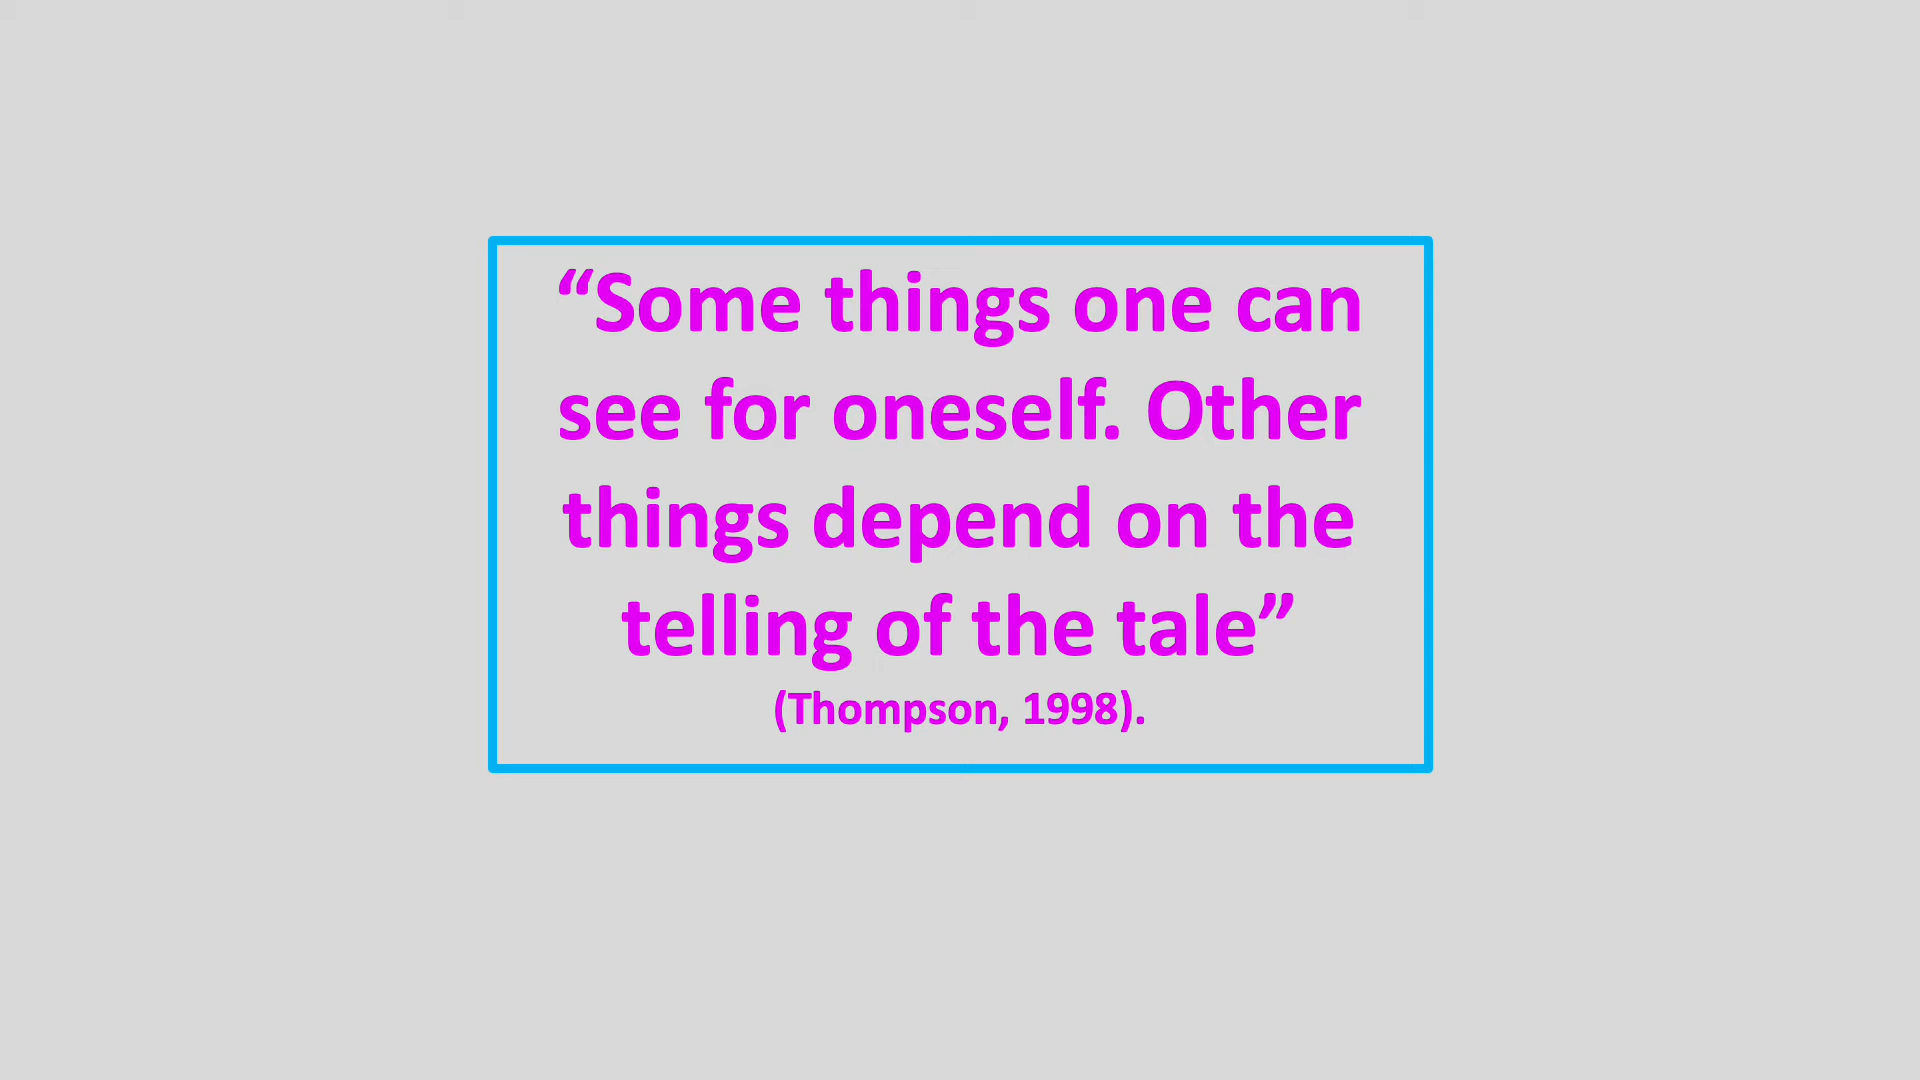 “Some things one can
see for oneself. Other
things depend on the
telling of the tale”
(Thompson, 1998).